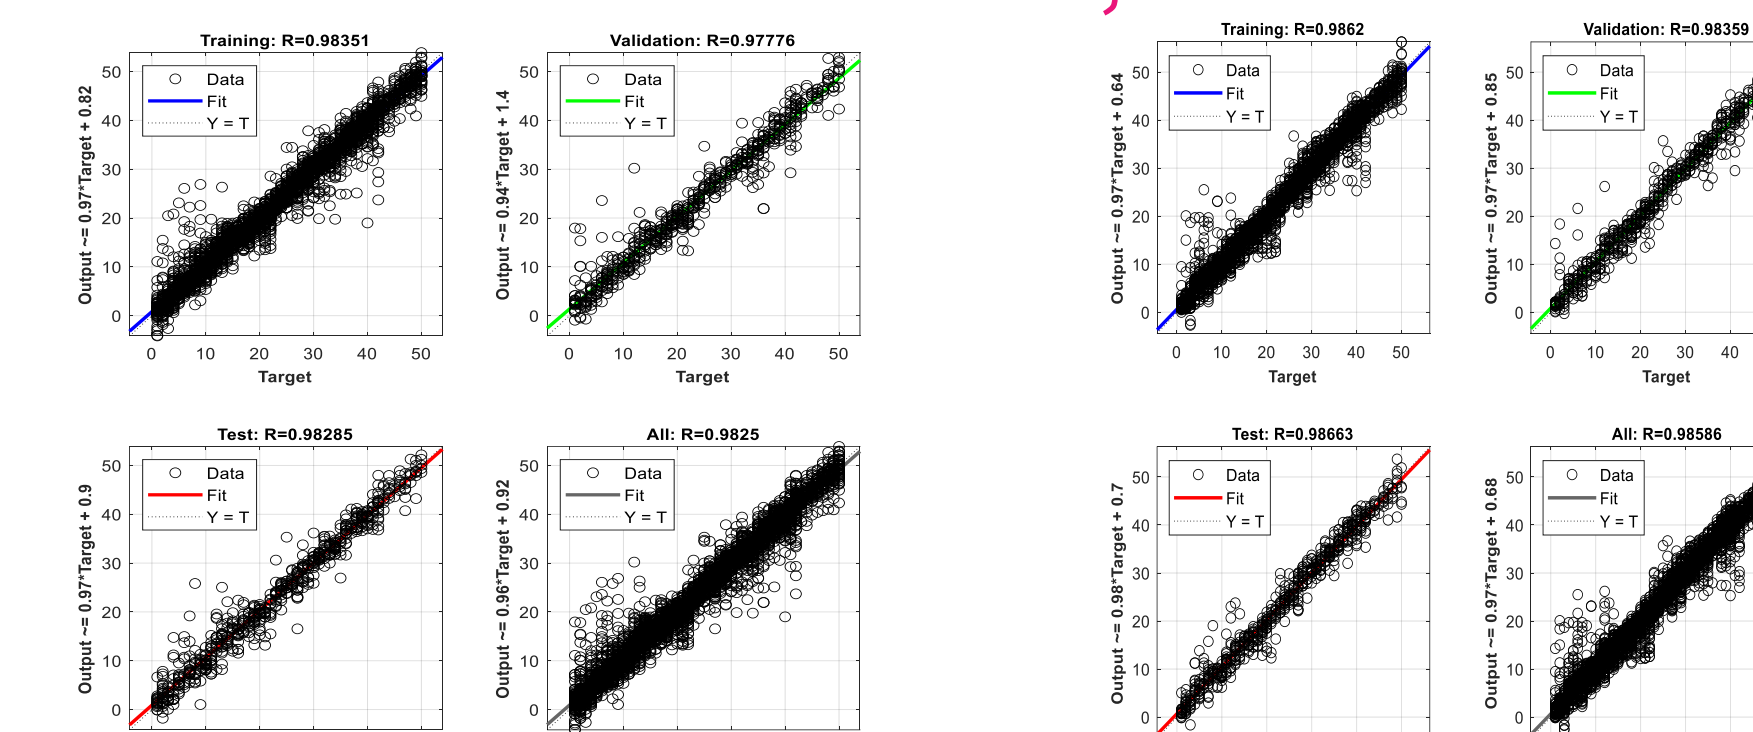 Training: R=0.98351
Output ~= 0.97*Target + 0.82
50
40
30
20
10
0
Data
Fit
Y = T
0 10 20 30 40 50
Target
Validation: R=0.97776
Output ~= 0.94*Target + 1.4
50
40
30
20
10
0
Data
Fit
Y = T
0 10 20 30 40 50
Target
Training: R=0.9862
Output ~= 0.97*Target + 0.64
50
40
30
20
10
0
Data
Fit
Y = T
0 10 20 30 40 50
Target
Validation: R=0.98359
Output ~= 0.97*Target + 0.85
50
40
30
20
10
0
Data
Fit
Y = T
0 10 20 30 40
Target
Test: R=0.98285
Output ~= 0.97*Target + 0.9
50
40
30
20
10
0
Data
Fit
Y = T
All: R=0.9825
Output ~= 0.96*Target + 0.92
50
40
30
20
10
0
Data
Fit
Y = T
Test: R=0.98663
Output ~= 0.98*Target + 0.7
50
40
30
20
10
0
Data
Fit
Y = T
All: R=0.98586
Output ~= 0.97*Target + 0.68
50
40
30
20
10
0
Data
Fit
Y = T